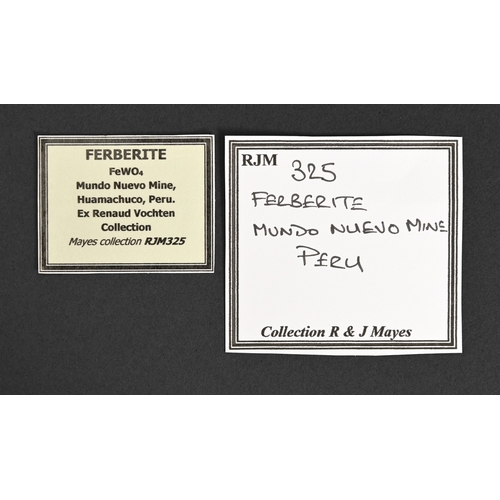 FERBERITE
FeWO₄
Mundo Nuevo Mine,
Huamachuco, Peru.
Ex Renaud Vochten
Collection
Mayes collection RJM325
RJM 325
FERBERITE
MUNDO NUEVO MINE
PERU
Collection R & J Mayes